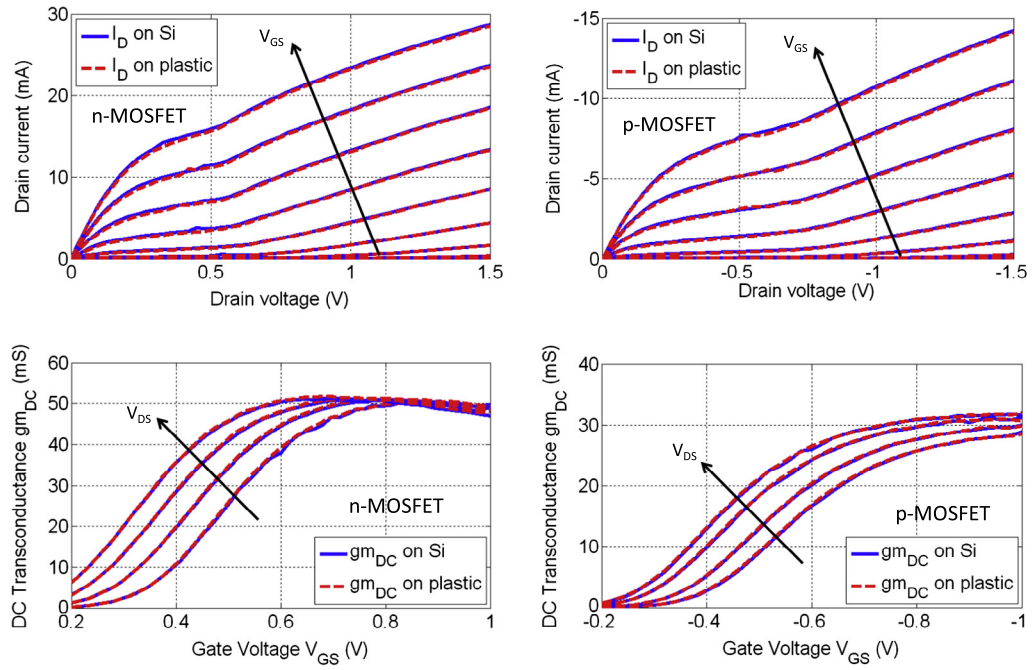 30
20
10
0
Drain current (mA)
I_D on Si
I_D on plastic
V_GS
n-MOSFET
0
0.5
1
1.5
Drain voltage (V)
-15
-10
-5
0
Drain current (mA)
I_D on Si
I_D on plastic
V_GS
p-MOSFET
0
-0.5
-1
-1.5
Drain voltage (V)
60
50
40
30
20
10
0
DC Transconductance gm_DC (mS)
V_DS
n-MOSFET
gm_DC on Si
gm_DC on plastic
0.2
0.4
0.6
0.8
1
Gate Voltage V_GS (V)
40
30
20
10
0
DC Transconductance gm_DC (mS)
V_DS
p-MOSFET
gm_DC on Si
gm_DC on plastic
-0.2
-0.4
-0.6
-0.8
-1
Gate Voltage V_GS (V)